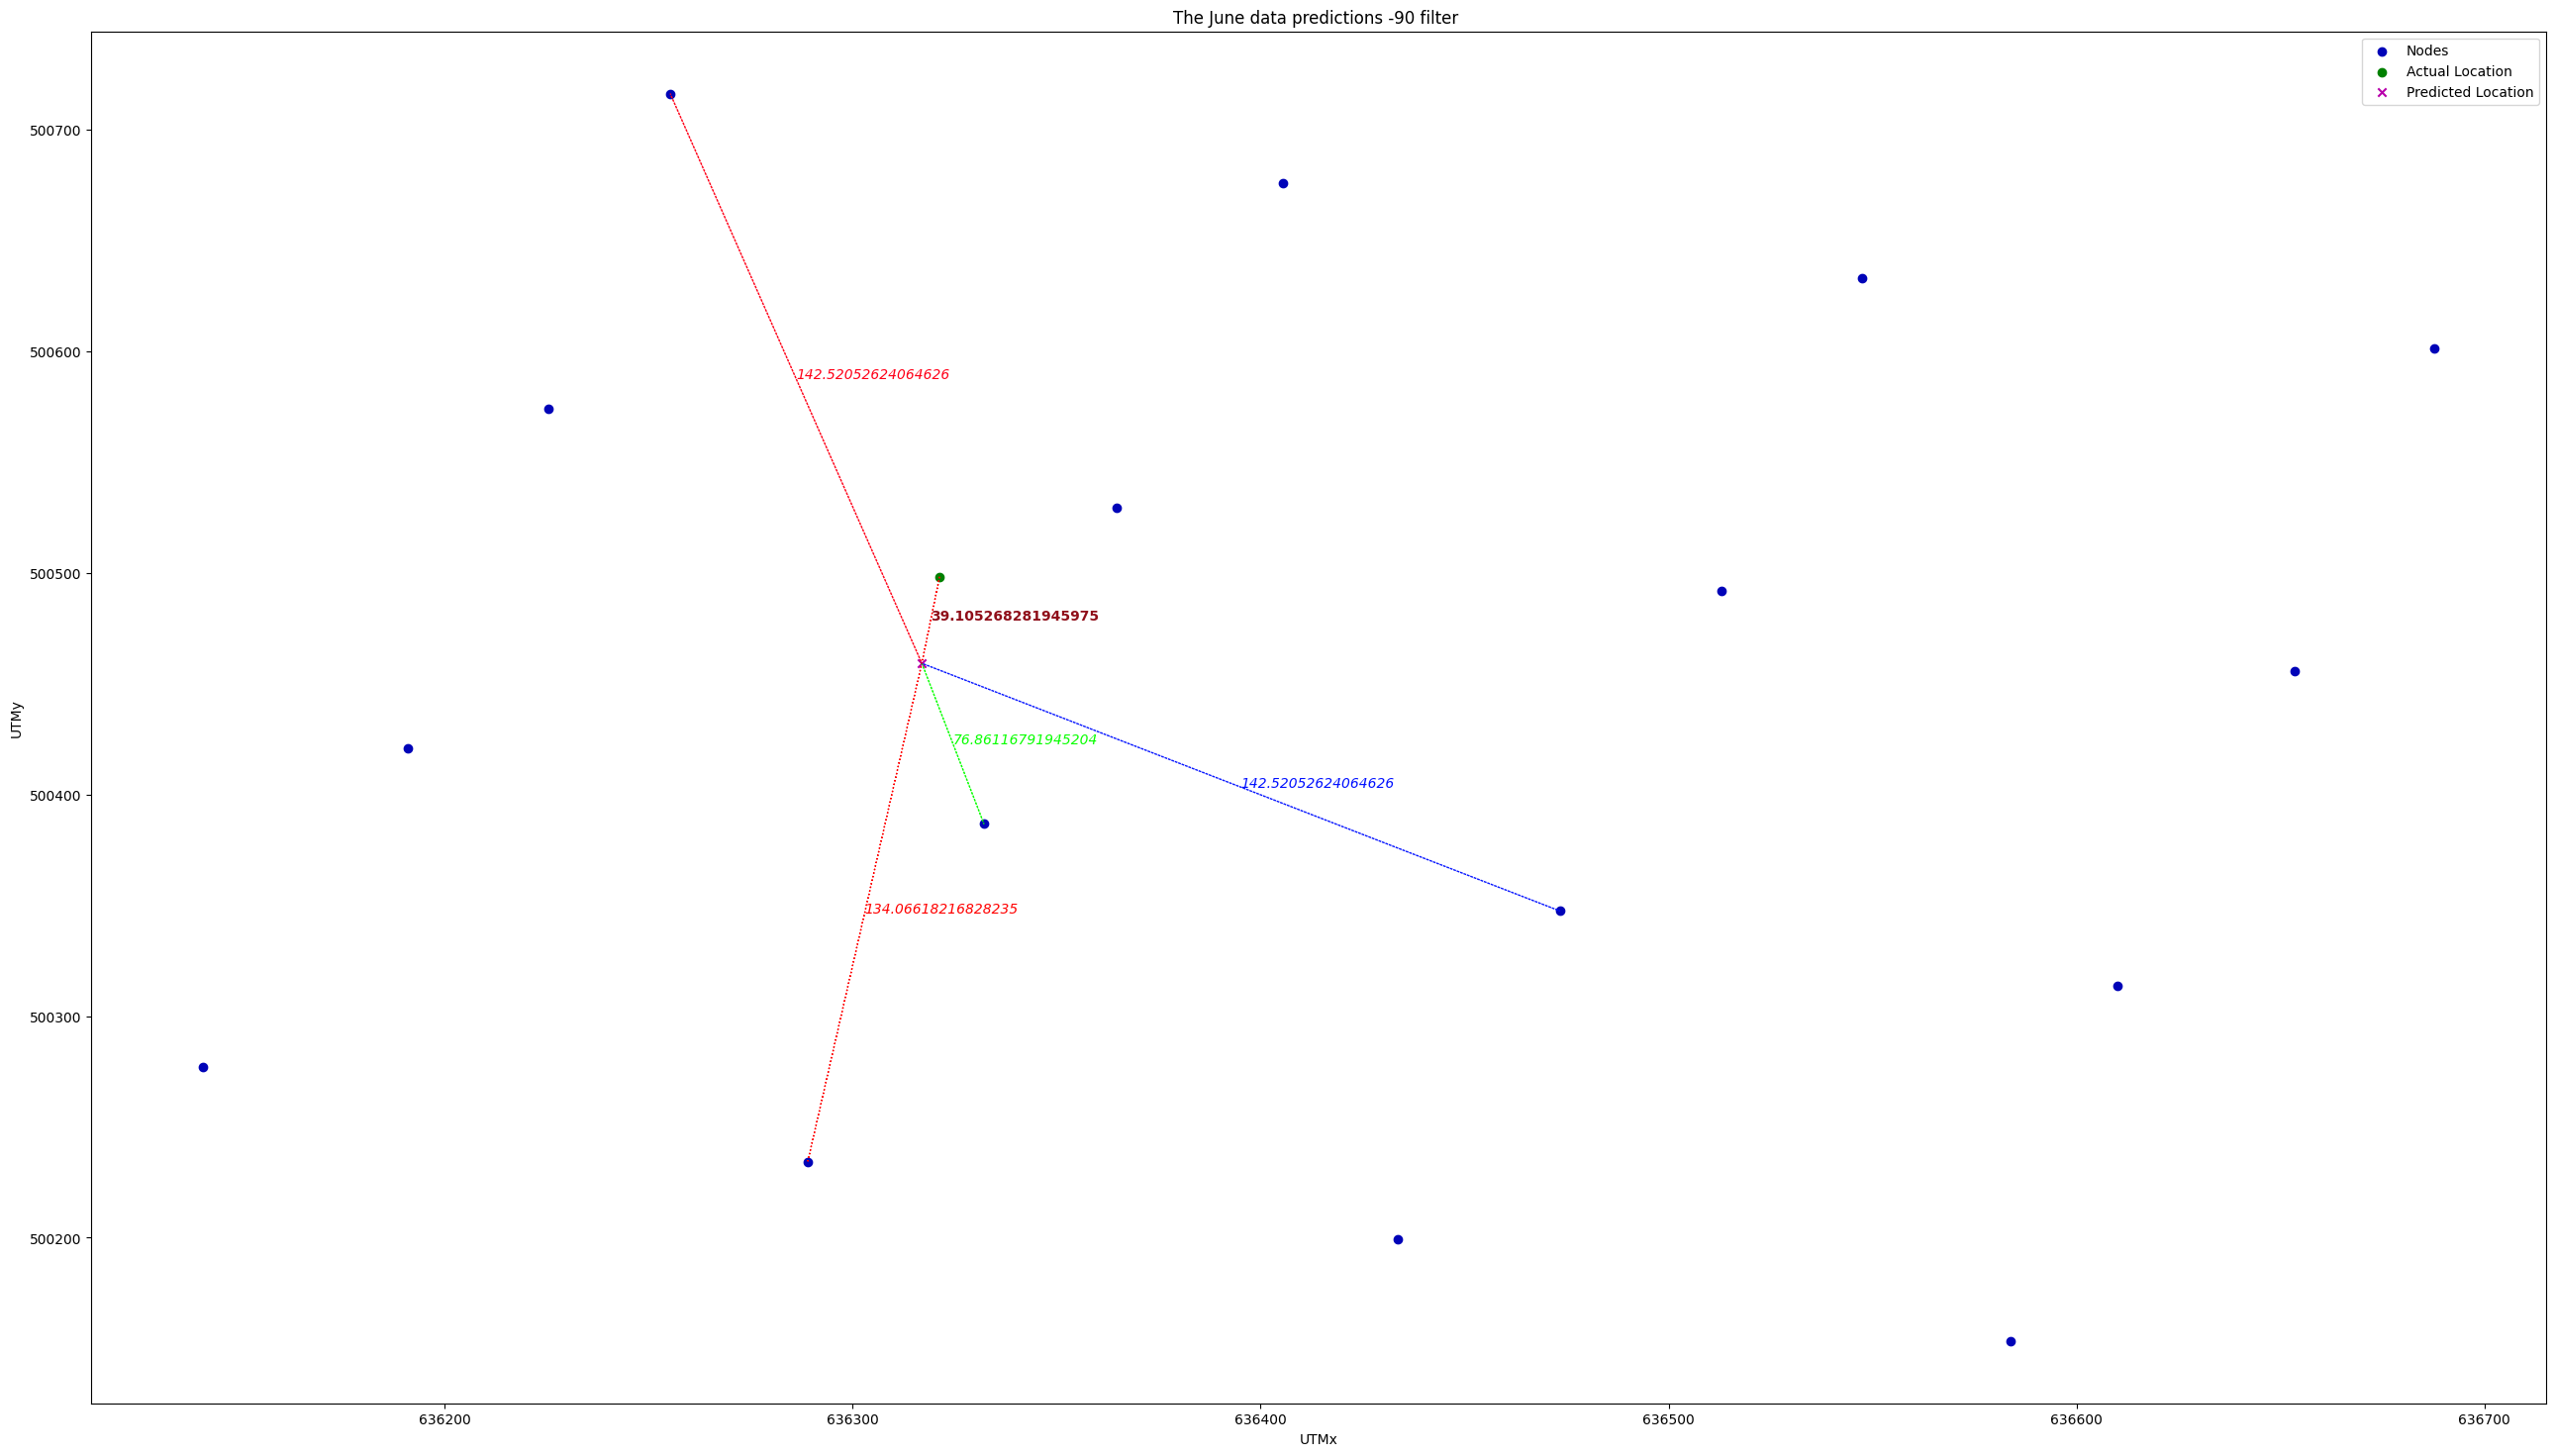 The June data predictions -90 filter
Nodes
Actual Location
Predicted Location
500700
500600
500500
500400
500300
500200
UTMy
142.52052624064626
39.105268281945975
76.86116791945204
142.52052624064626
134.06618216828235
636200
636300
636400
636500
636600
636700
UTMx